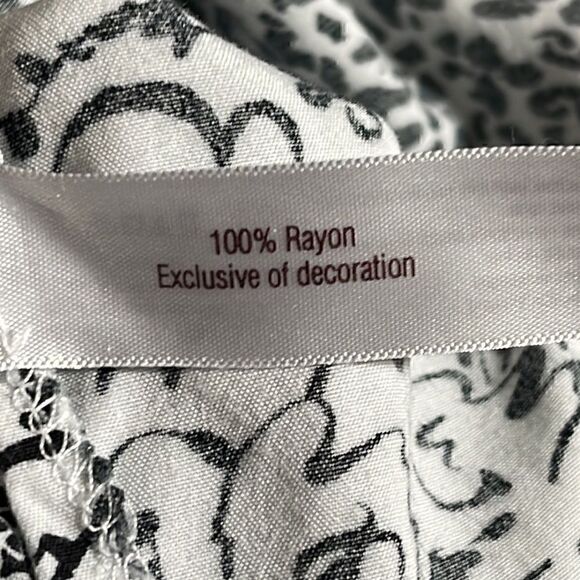 100% Rayon
Exclusive of decoration